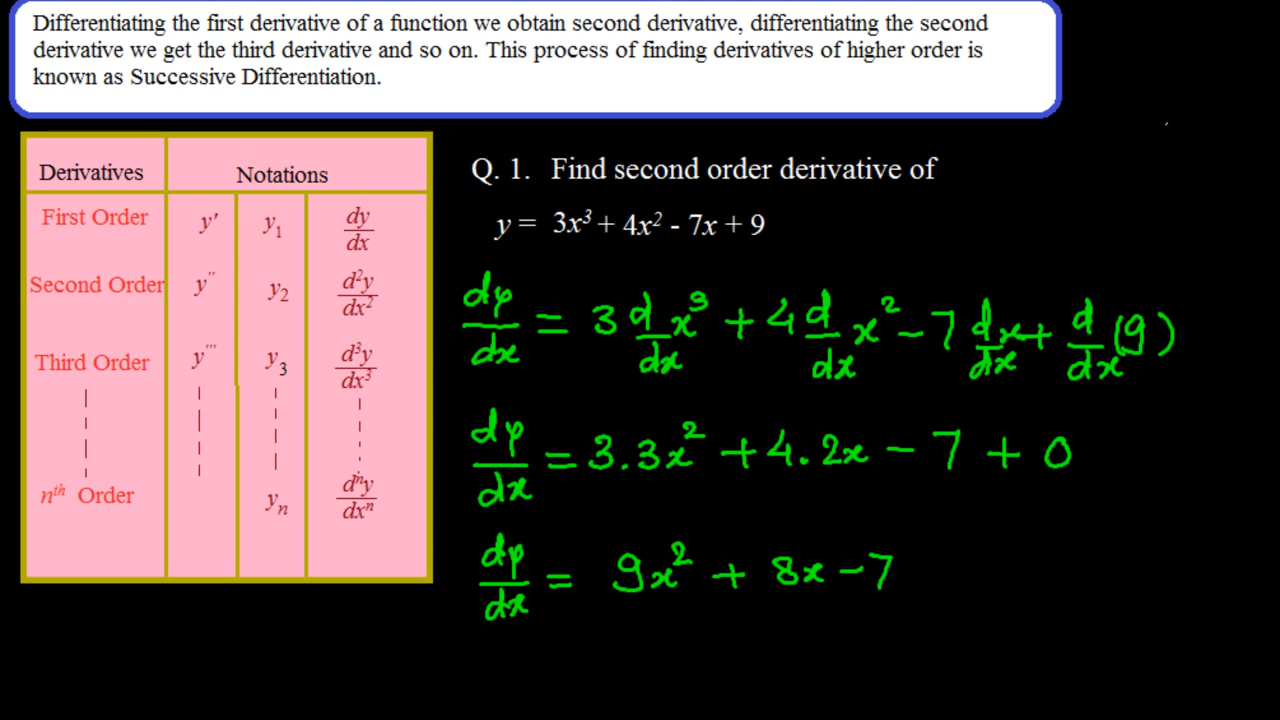 Differentiating the first derivative of a function we obtain second derivative, differentiating the second
derivative we get the third derivative and so on. This process of finding derivatives of higher order is
known as Successive Differentiation.
Derivatives Notations
First Order y′ y₁ dy/dx
Second Order y″ y₂ d²y/dx²
Third Order y‴ y₃ d³y/dx³
nᵗʰ Order yₙ dⁿy/dxⁿ
Q. 1. Find second order derivative of
y = 3x³ + 4x² - 7x + 9
dy/dx = 3 d/dx x³ + 4 d/dx x² - 7 dx/dx + d/dx (9)
dy/dx = 3.3x² + 4.2x - 7 + 0
dy/dx = 9x² + 8x - 7